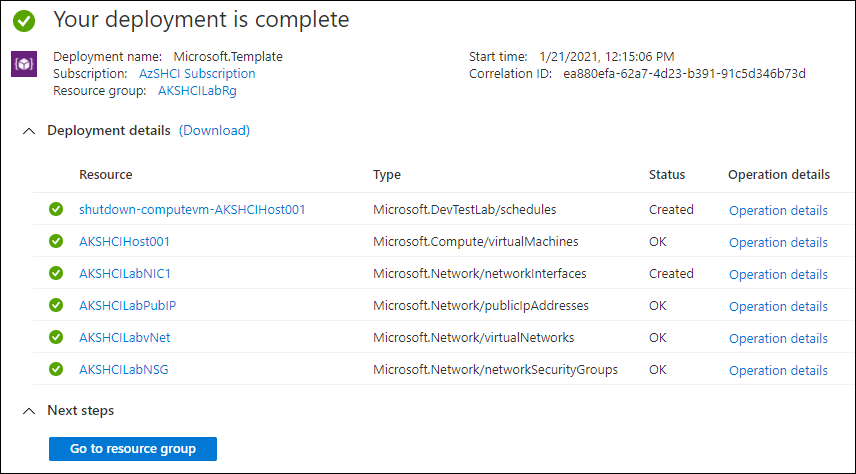 Your deployment is complete
Deployment name: Microsoft.Template Start time: 1/21/2021, 12:15:06 PM
Subscription: AzSHCI Subscription Correlation ID: ea880efa-62a7-4d23-b391-91c5d346b73d
Resource group: AKSHCILabRg
Deployment details (Download)
Resource Type Status Operation details
shutdown-computevm-AKSHCIHost001 Microsoft.DevTestLab/schedules Created Operation details
AKSHCIHost001 Microsoft.Compute/virtualMachines OK Operation details
AKSHCILabNIC1 Microsoft.Network/networkInterfaces Created Operation details
AKSHCILabPubIP Microsoft.Network/publicIpAddresses OK Operation details
AKSHCILabvNet Microsoft.Network/virtualNetworks OK Operation details
AKSHCILabNSG Microsoft.Network/networkSecurityGroups OK Operation details
Next steps
Go to resource group